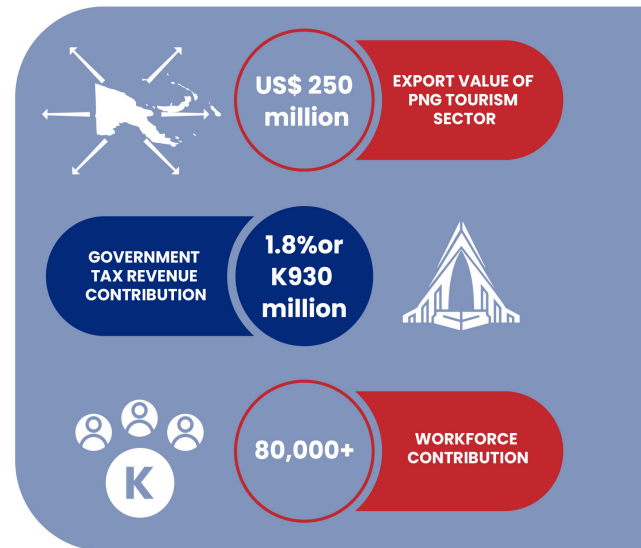 US$ 250
million
EXPORT VALUE OF
PNG TOURISM
SECTOR
GOVERNMENT
TAX REVENUE
CONTRIBUTION
1.8%or
K930
million
K
80,000+
WORKFORCE
CONTRIBUTION